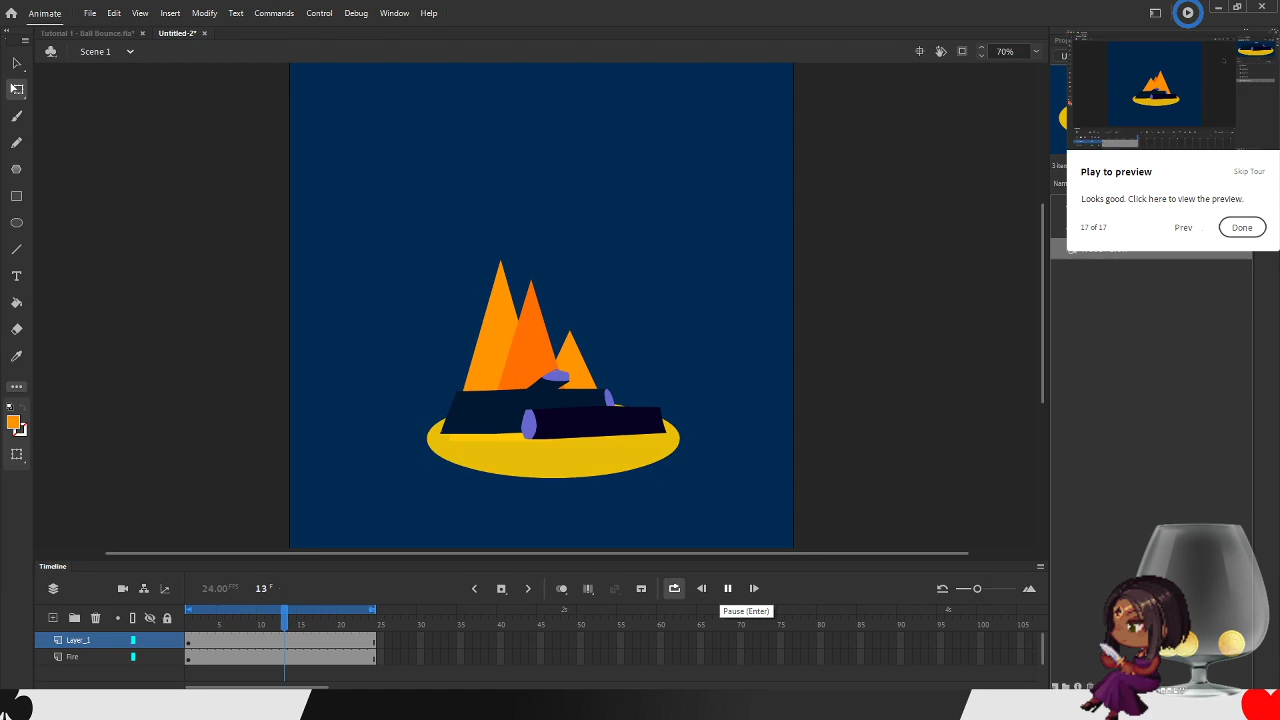 Animate File Edit View Insert Modify Text Commands Control Debug Window Help
Tutorial 1 - Ball Bounce.fla* × Untitled-2* ×
Scene 1 70%
Play to preview Skip Tour
Looks good. Click here to view the preview.
17 of 17 Prev Done
Timeline
24.00 FPS 13 F
Pause (Enter)
2s 4s
5 10 15 20 25 30 35 40 45 50 55 60 65 70 75 80 85 90 95 100 105
Layer_1
Fire